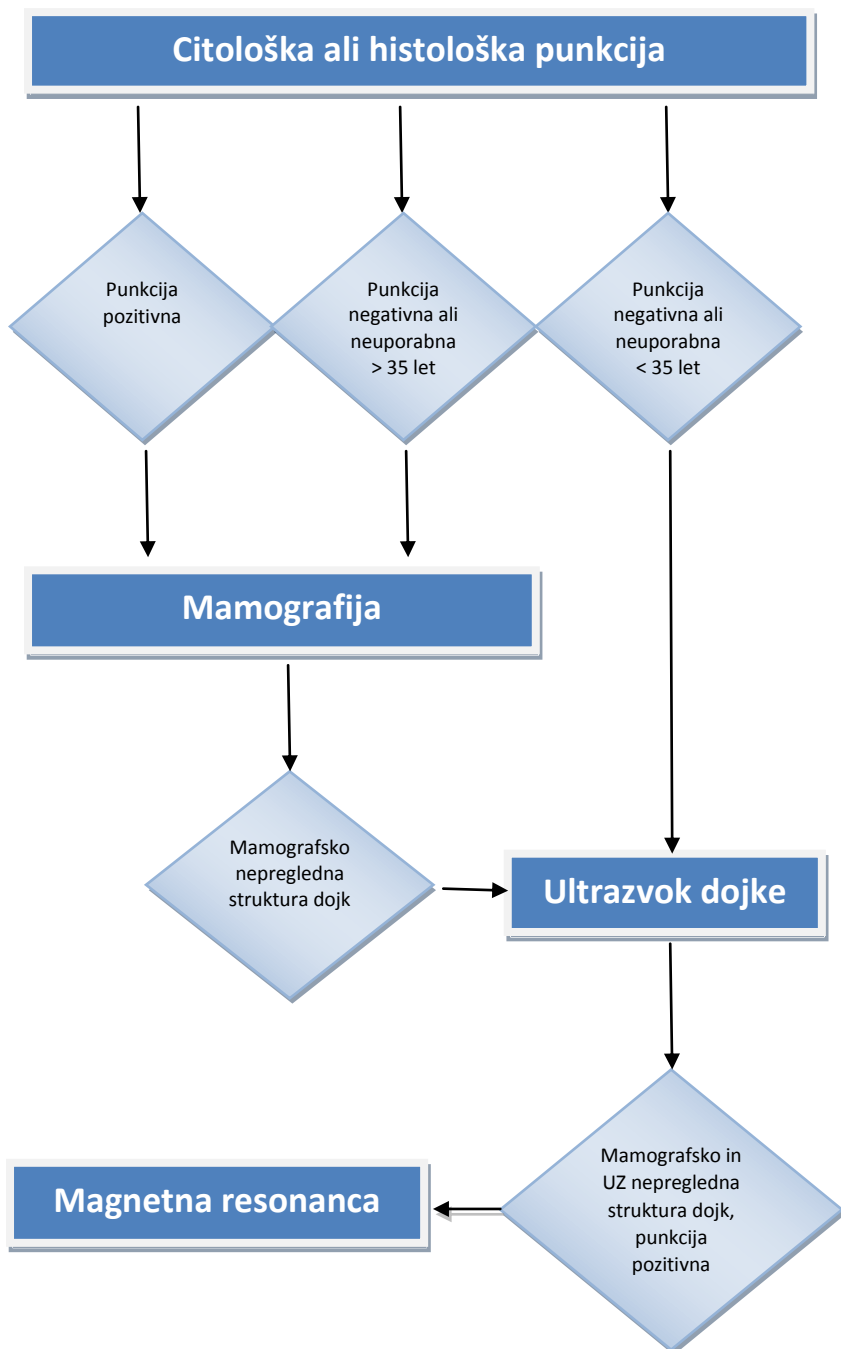 Citološka ali histološka punkcija
Punkcija
pozitivna
Punkcija
negativna ali
neuporabna
> 35 let
Punkcija
negativna ali
neuporabna
< 35 let
Mamografija
Mamografsko
nepregledna
struktura dojk
Ultrazvok dojke
Mamografsko in
UZ nepregledna
struktura dojk,
punkcija
pozitivna
Magnetna resonanca